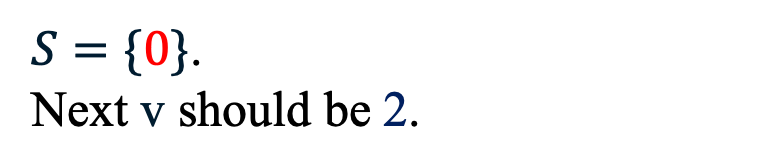 S = {0}.
Next v should be 2.